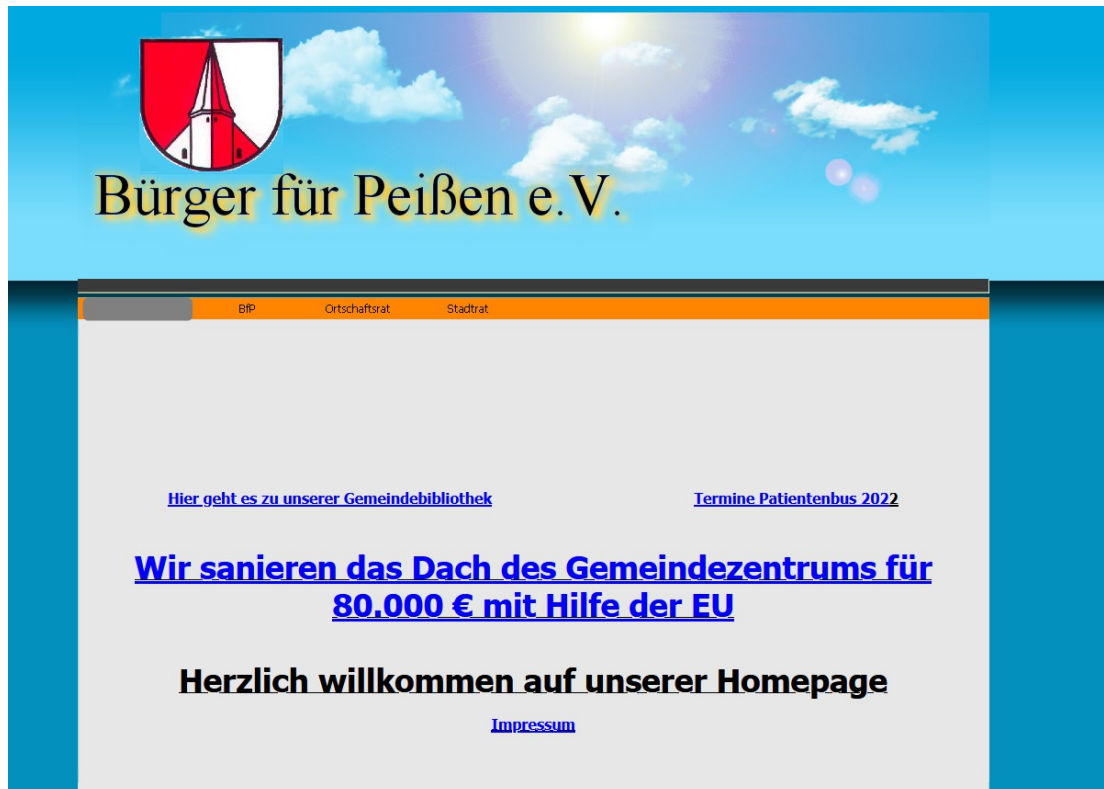 Bürger für Peißen e.V.
BfP Ortschaftsrat Stadtrat
Hier geht es zu unserer Gemeindebibliothek Termine Patientenbus 2022
Wir sanieren das Dach des Gemeindezentrums für
80.000 € mit Hilfe der EU
Herzlich willkommen auf unserer Homepage
Impressum